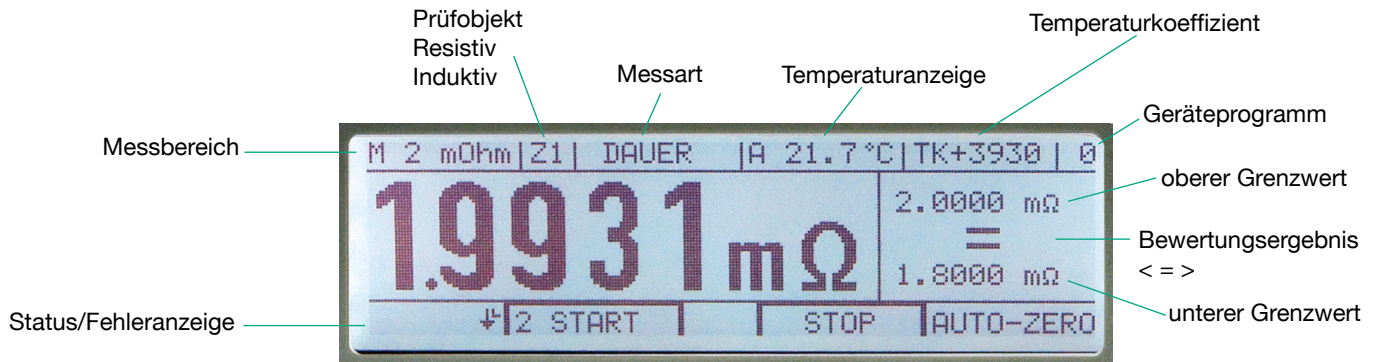 Prüfobjekt
Resistiv
Induktiv
Messart
Temperaturanzeige
Temperaturkoeffizient
Geräteprogramm
Messbereich
M 2 mOhm|Z1| DAUER |A 21.7°C|TK+3930 | 0
oberer Grenzwert
2.0000 mΩ
1.9931 mΩ
=
Bewertungsergebnis
< = >
1.8000 mΩ
unterer Grenzwert
Status/Fehleranzeige
2 START STOP AUTO-ZERO